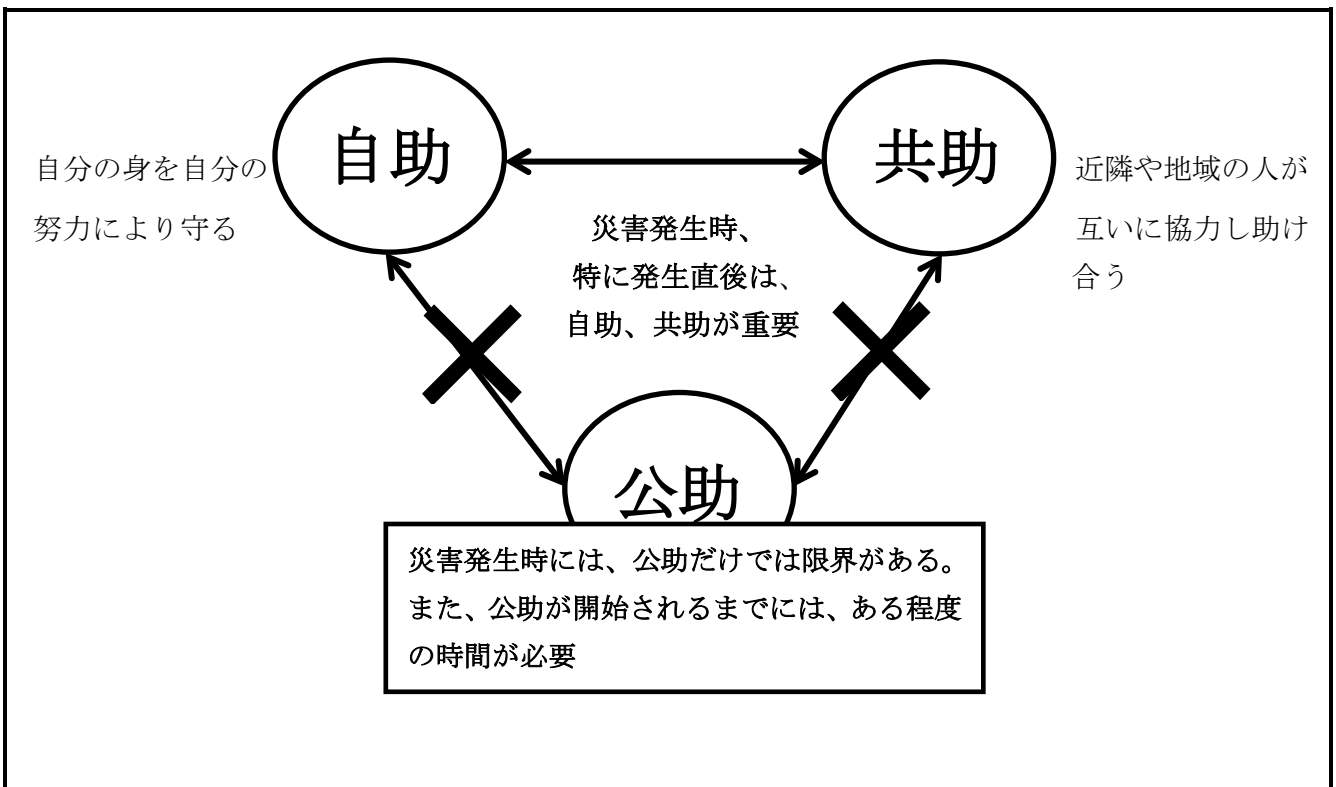 自助
共助
自分の身を自分の
努力により守る
近隣や地域の人が
互いに協力し助け
合う
災害発生時、
特に発生直後は、
自助、共助が重要
公助
災害発生時には、公助だけでは限界がある。
また、公助が開始されるまでには、ある程度
の時間が必要